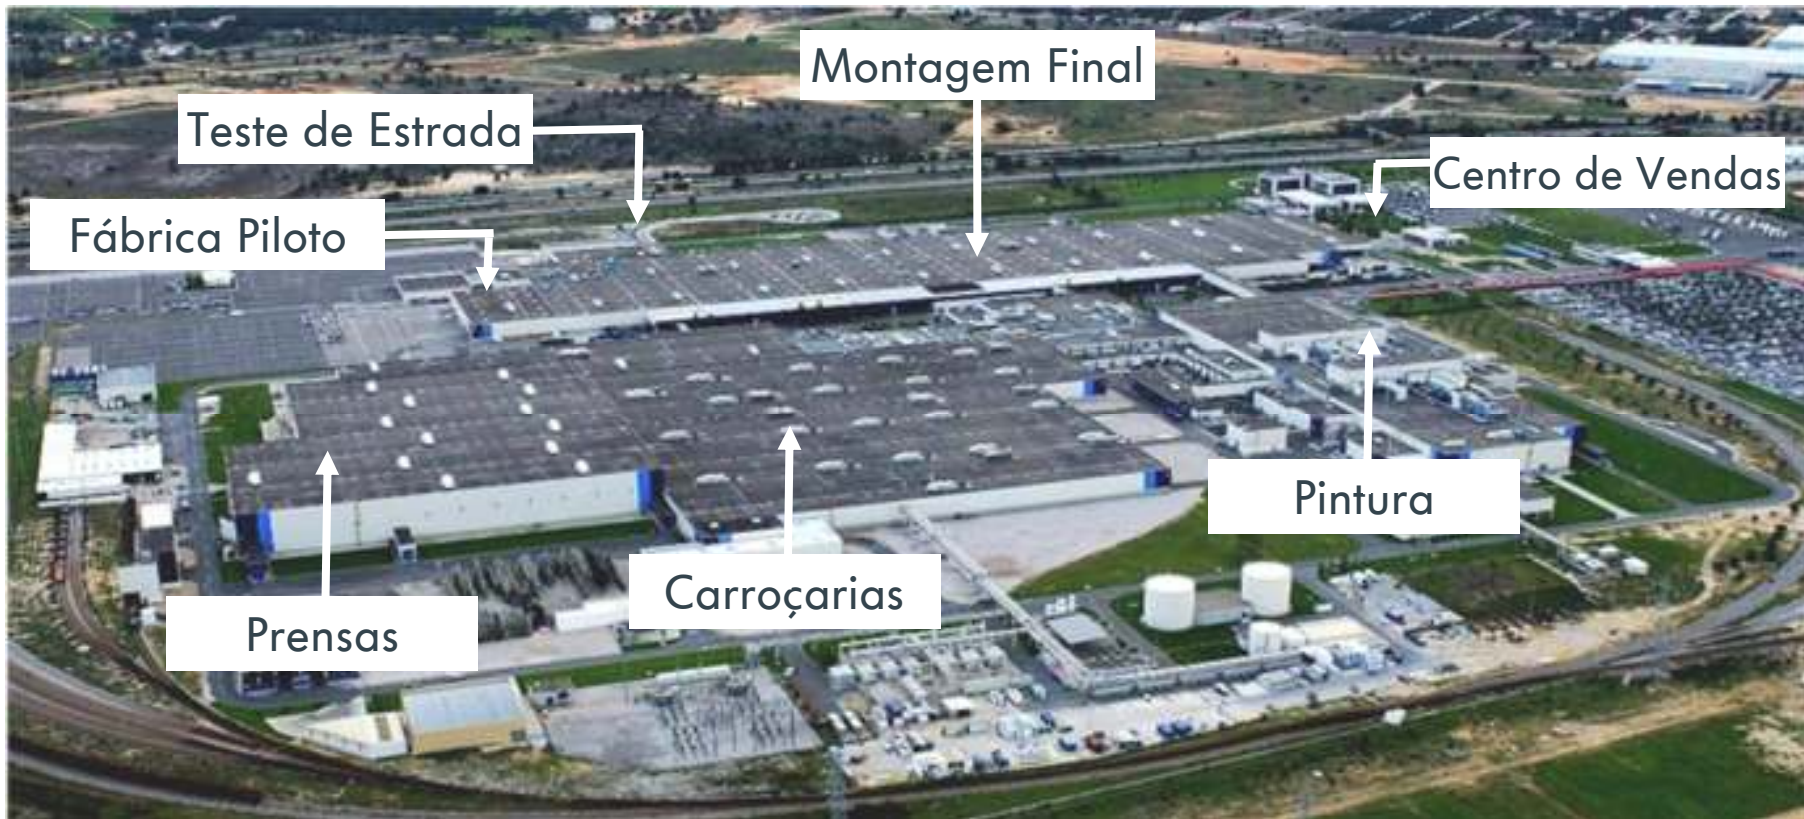 Montagem Final
Teste de Estrada
Centro de Vendas
Fábrica Piloto
Pintura
Carroçarias
Prensas